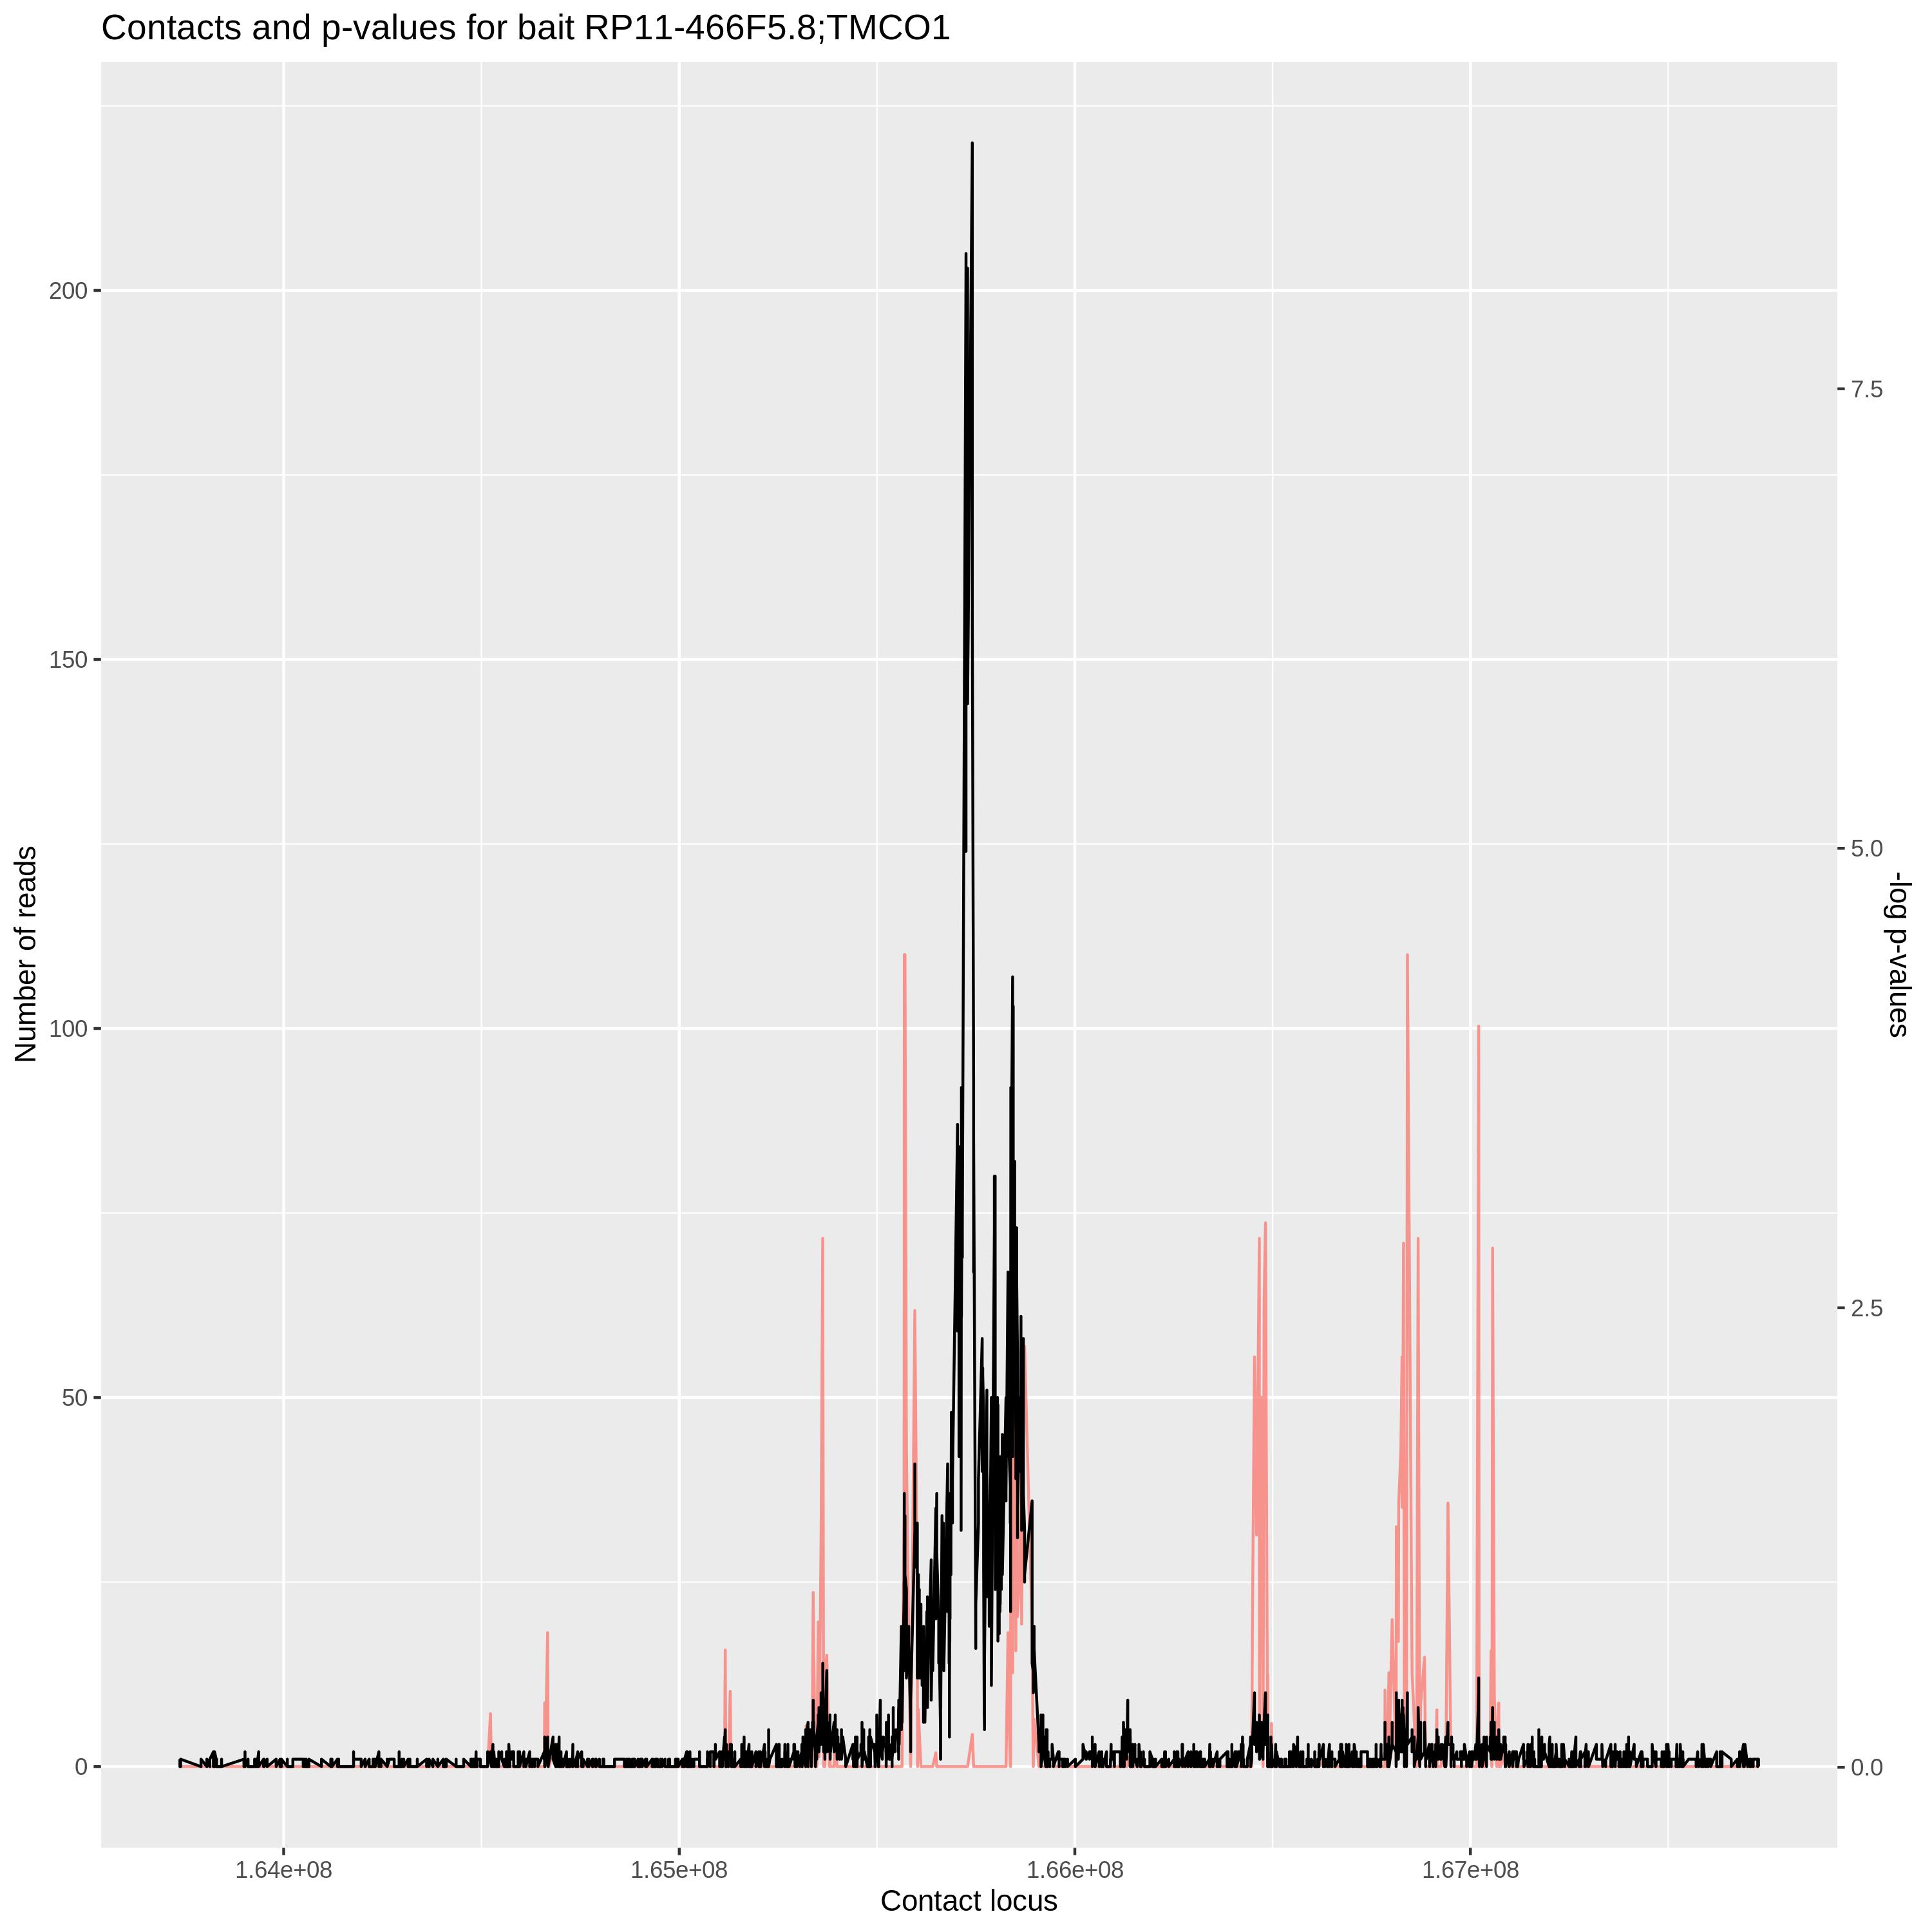 Contacts and p-values for bait RP11-466F5.8;TMCO1
200
150
100
50
0
Number of reads
7.5
5.0
2.5
0.0
-log p-values
1.64e+08
1.65e+08
1.66e+08
1.67e+08
Contact locus